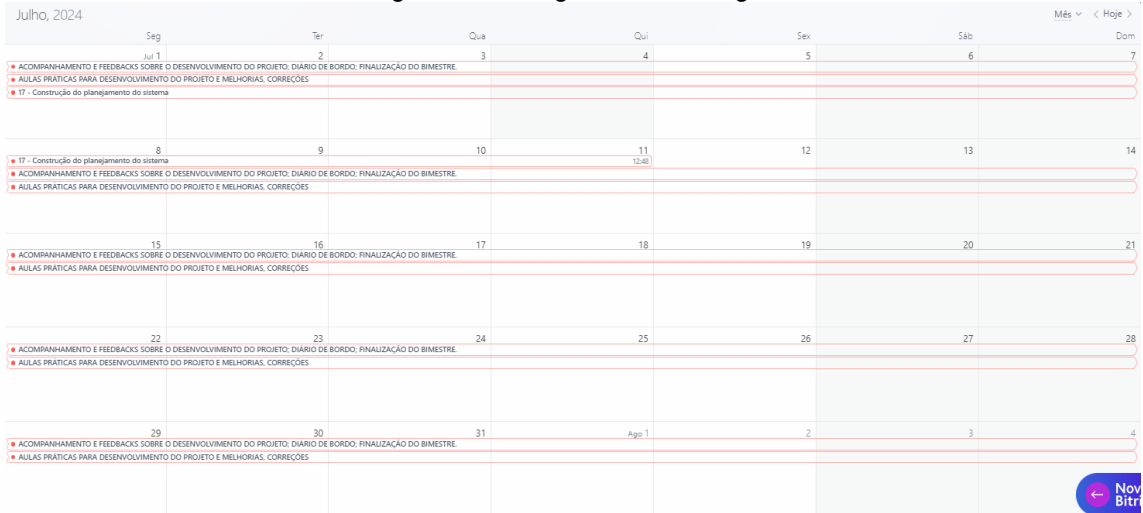 Julho, 2024
Mês < Hoje >
Seg Ter Qua Qui Sex Sáb Dom
Jul 1 2 3 4 5 6 7
ACOMPANHAMENTO E FEEDBACKS SOBRE O DESENVOLVIMENTO DO PROJETO; DIÁRIO DE BORDO; FINALIZAÇÃO DO BIMESTRE.
AULAS PRÁTICAS PARA DESENVOLVIMENTO DO PROJETO E MELHORIAS, CORREÇÕES
17 - Construção do planejamento do sistema
8 9 10 11 12 13 14
17 - Construção do planejamento do sistema 12:48
ACOMPANHAMENTO E FEEDBACKS SOBRE O DESENVOLVIMENTO DO PROJETO; DIÁRIO DE BORDO; FINALIZAÇÃO DO BIMESTRE.
AULAS PRÁTICAS PARA DESENVOLVIMENTO DO PROJETO E MELHORIAS, CORREÇÕES
15 16 17 18 19 20 21
ACOMPANHAMENTO E FEEDBACKS SOBRE O DESENVOLVIMENTO DO PROJETO; DIÁRIO DE BORDO; FINALIZAÇÃO DO BIMESTRE.
AULAS PRÁTICAS PARA DESENVOLVIMENTO DO PROJETO E MELHORIAS, CORREÇÕES
22 23 24 25 26 27 28
ACOMPANHAMENTO E FEEDBACKS SOBRE O DESENVOLVIMENTO DO PROJETO; DIÁRIO DE BORDO; FINALIZAÇÃO DO BIMESTRE.
AULAS PRÁTICAS PARA DESENVOLVIMENTO DO PROJETO E MELHORIAS, CORREÇÕES
29 30 31 Ago 1 2 3 4
ACOMPANHAMENTO E FEEDBACKS SOBRE O DESENVOLVIMENTO DO PROJETO; DIÁRIO DE BORDO; FINALIZAÇÃO DO BIMESTRE.
AULAS PRÁTICAS PARA DESENVOLVIMENTO DO PROJETO E MELHORIAS, CORREÇÕES
Nov
Bitri